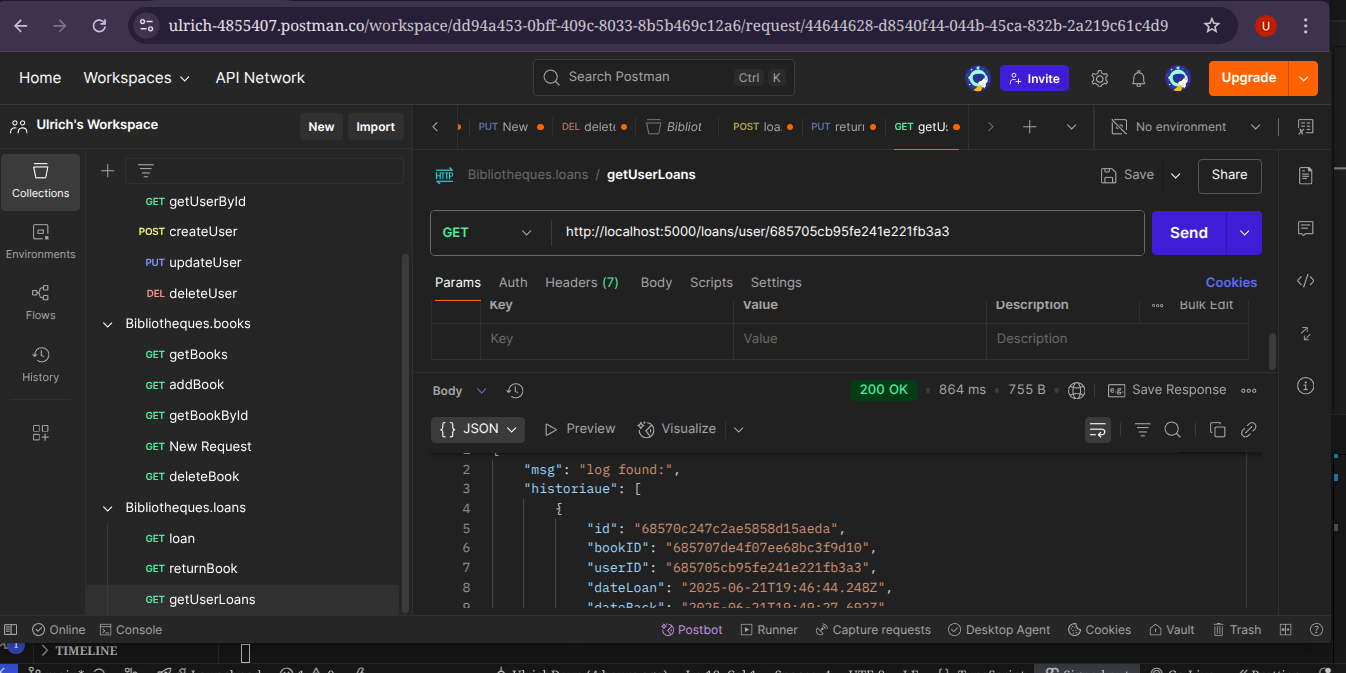 ulrich-4855407.postman.co/workspace/dd94a453-0bff-409c-8033-8b5b469c12a6/request/44644628-d8540f44-044b-45ca-832b-2a219c61c4d9
U
Home Workspaces API Network
Search Postman Ctrl K
Invite Upgrade
Ulrich's Workspace New Import
PUT New DEL delet Bibliot POST loa PUT return GET getU
No environment
Collections
Environments
Flows
History
GET getUserById
POST createUser
PUT updateUser
DEL deleteUser
Bibliotheques.books
GET getBooks
GET addBook
GET getBookById
GET New Request
GET deleteBook
Bibliotheques.loans
GET loan
GET returnBook
GET getUserLoans
HTTP Bibliotheques.loans / getUserLoans Save Share
GET http://localhost:5000/loans/user/685705cb95fe241e221fb3a3 Send
Params Auth Headers (7) Body Scripts Settings Cookies
Key Value Description Bulk Edit
Key Value Description
Body 200 OK 864 ms 755 B e.g. Save Response
{} JSON Preview Visualize
2 "msg": "log found:",
3 "historiaue": [
4 {
5 "id": "68570c247c2ae5858d15aeda",
6 "bookID": "685707de4f07ee68bc3f9d10",
7 "userID": "685705cb95fe241e221fb3a3",
8 "dateLoan": "2025-06-21T19:46:44.248Z",
9 "dateBack": "2025-06-21T19:49:27.692Z"
Online Console Postbot Runner Capture requests Desktop Agent Cookies Vault Trash
1
TIMELINE